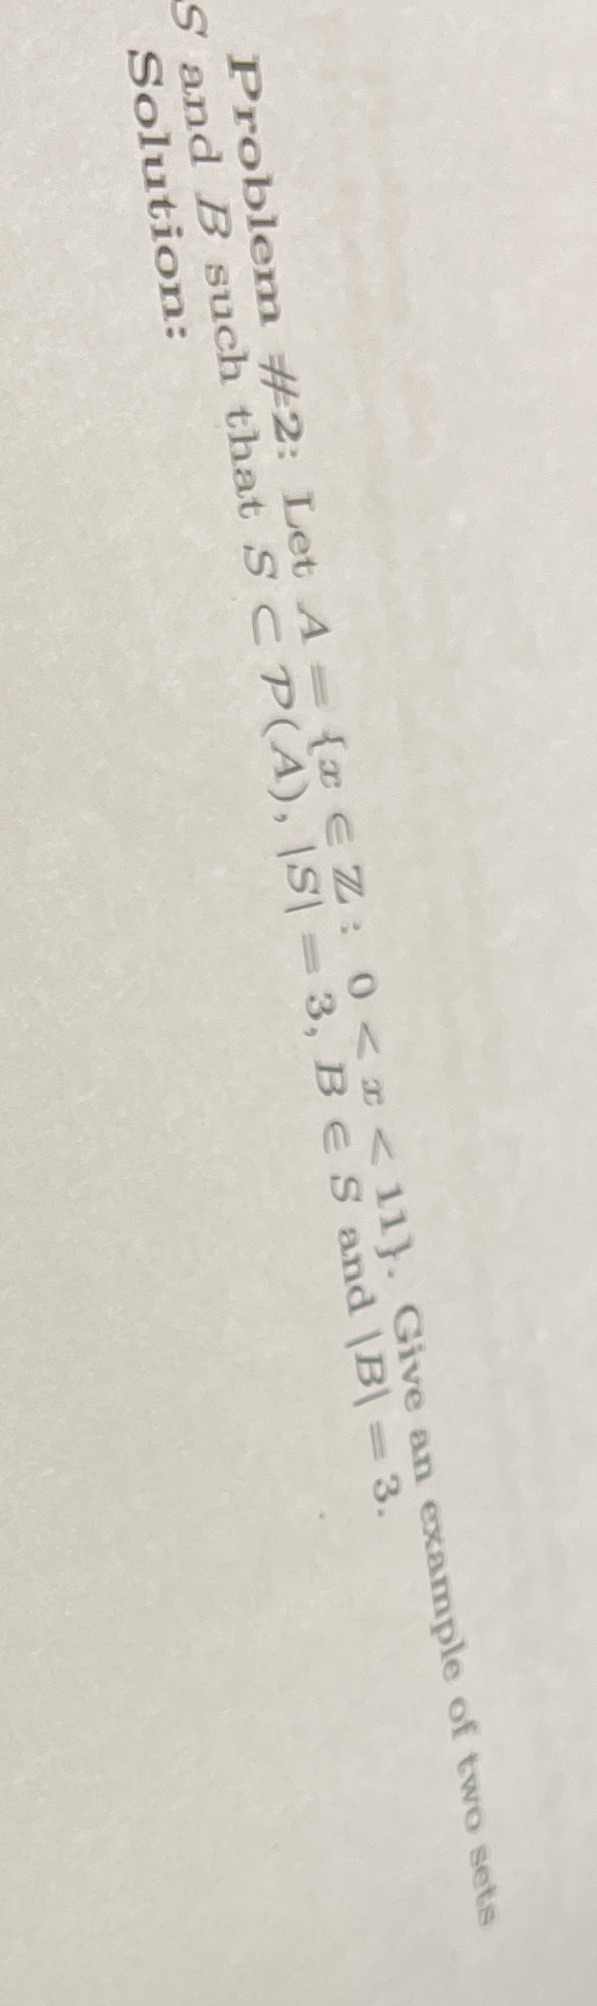 Problem #2: Let A = {x ∈ ℤ : 0 < x < 11}. Give an example of two sets
S and B such that S ⊂ 𝒫(A), |S| = 3, B ∈ S and |B| = 3.
Solution: